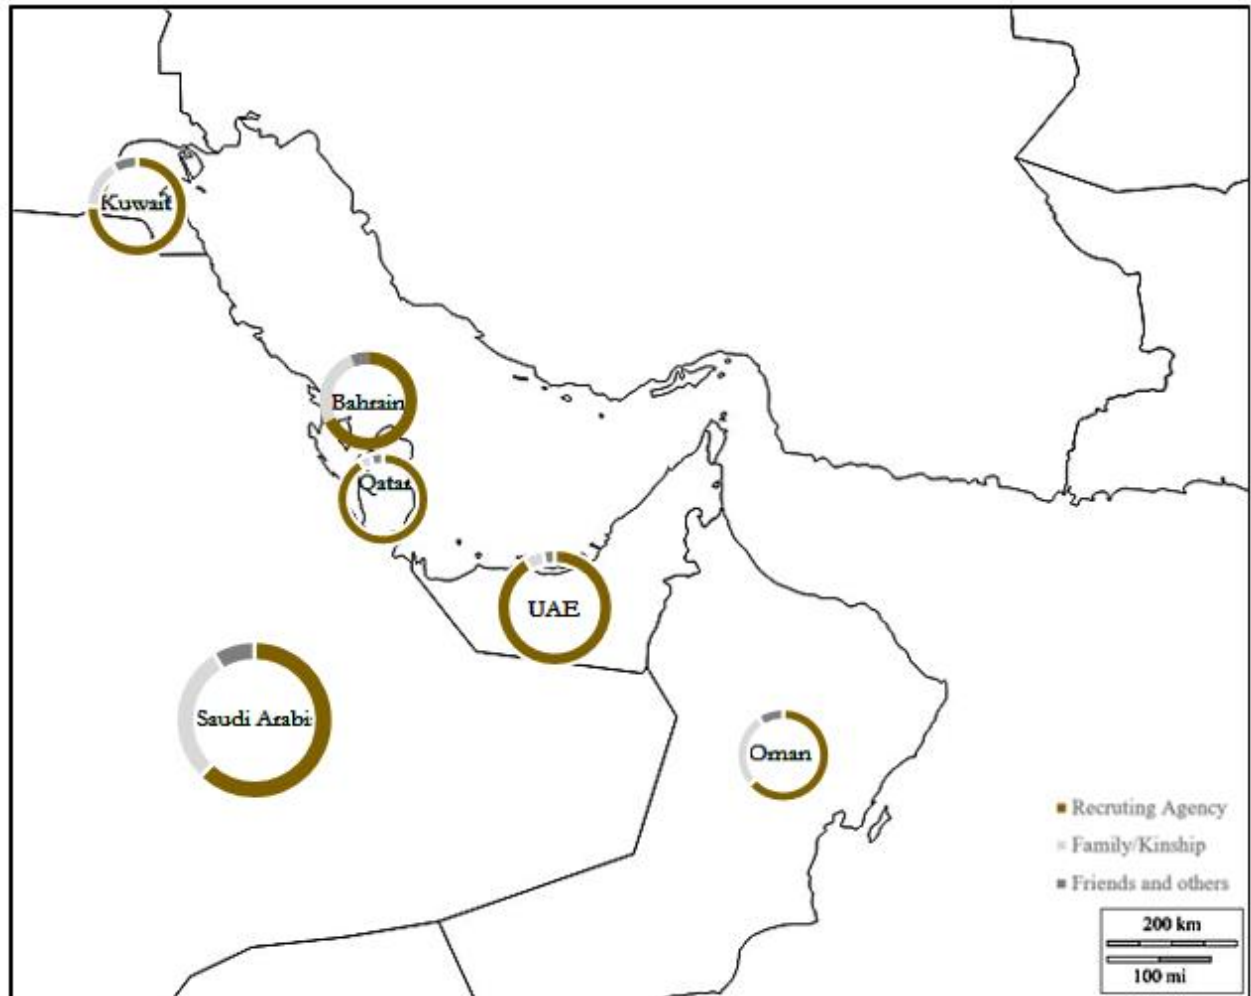 Kuwait
Bahrain
Qatar
UAE
Saudi Arabi
Oman
Recruting Agency
Family/Kinship
Friends and others
200 km
100 mi